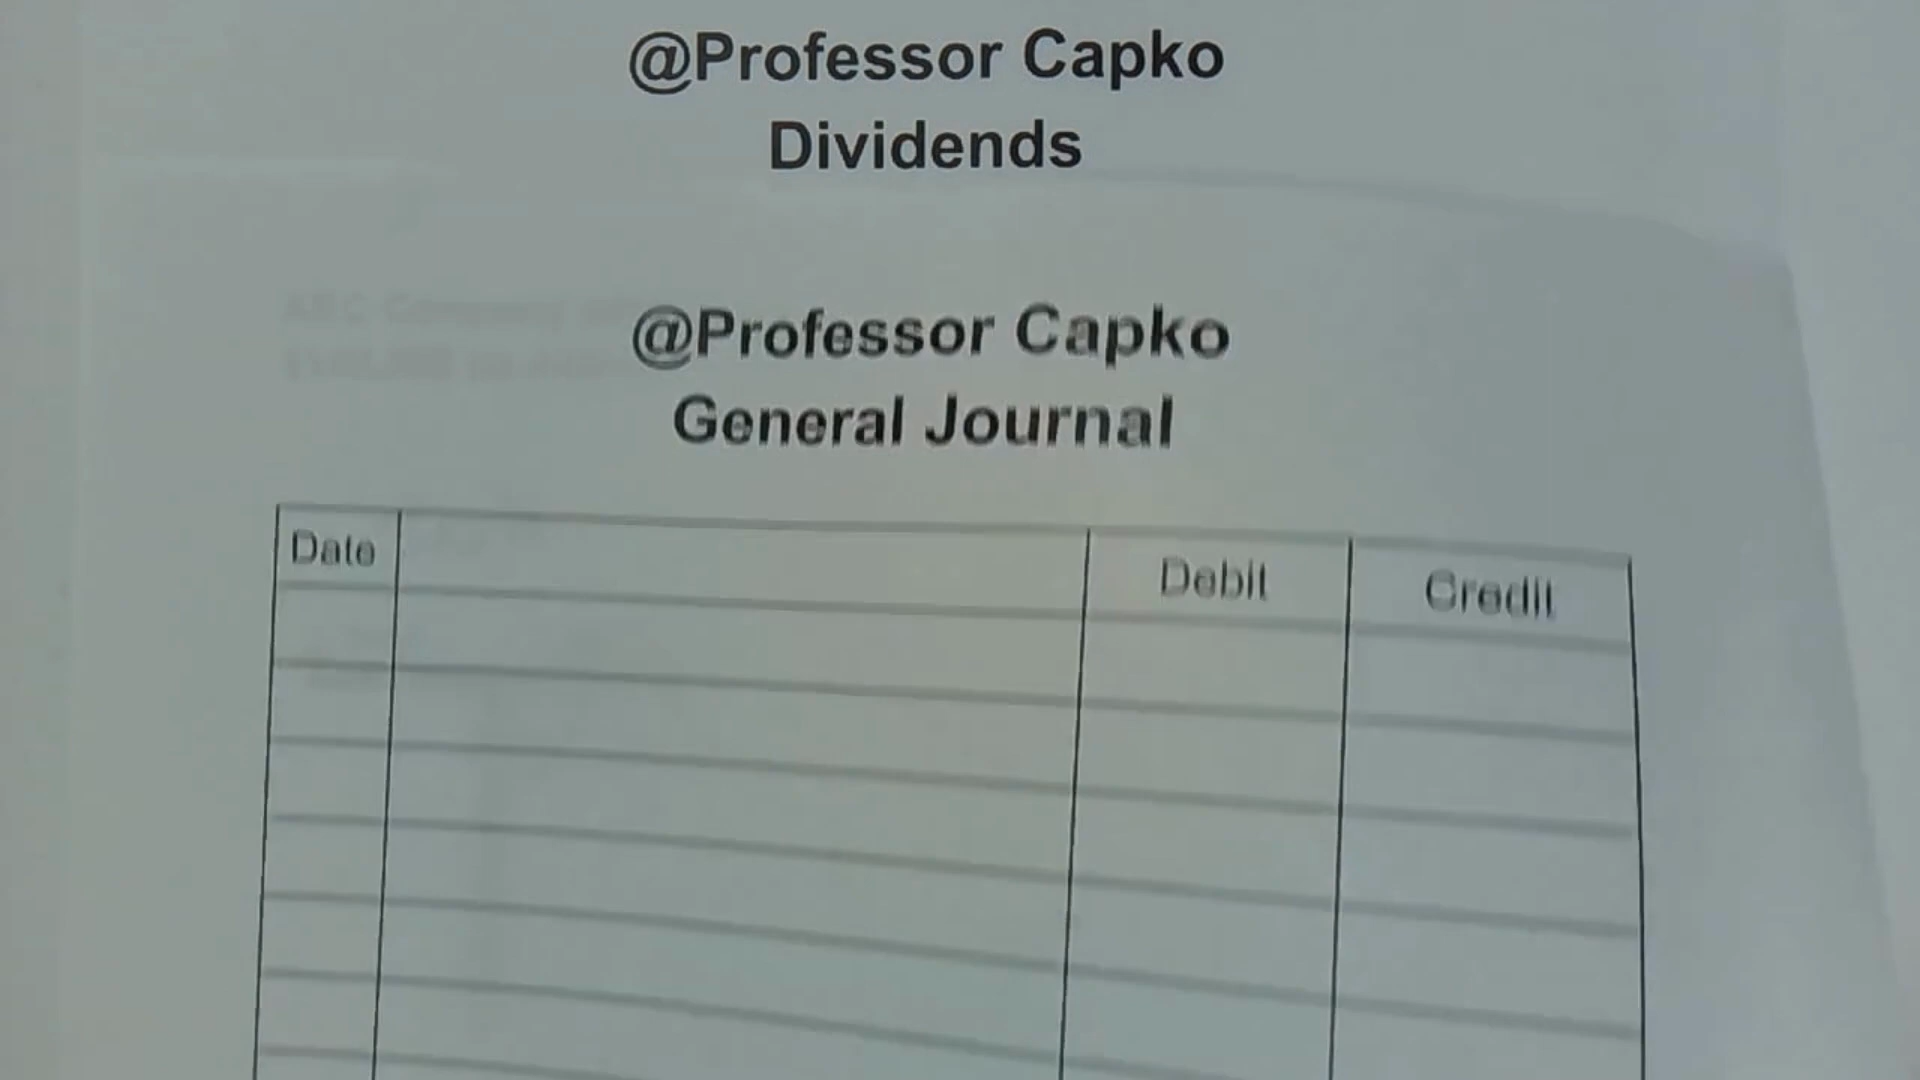 @Professor Capko
Dividends
@Professor Capko
General Journal
Date Debit Credit